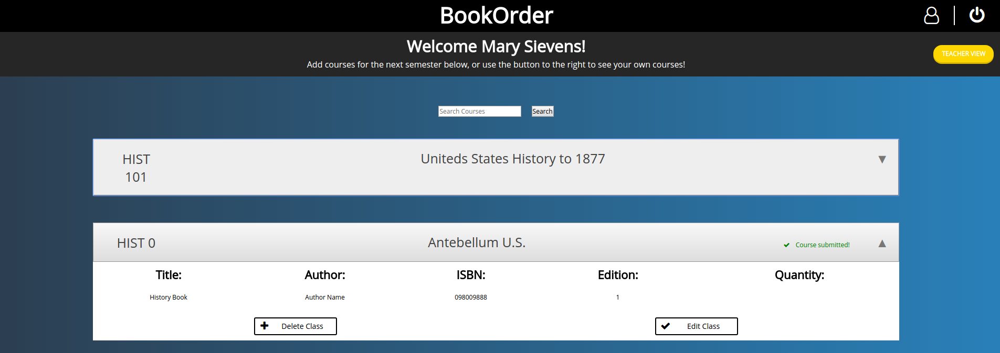 BookOrder
Welcome Mary Sievens!
Add courses for the next semester below, or use the button to the right to see your own courses!
TEACHER VIEW
Search Courses
Search
HIST
101
Uniteds States History to 1877
▼
HIST 0
Antebellum U.S.
Course submitted!
▲
Title:
Author:
ISBN:
Edition:
Quantity:
History Book
Author Name
098009888
1
Delete Class
Edit Class